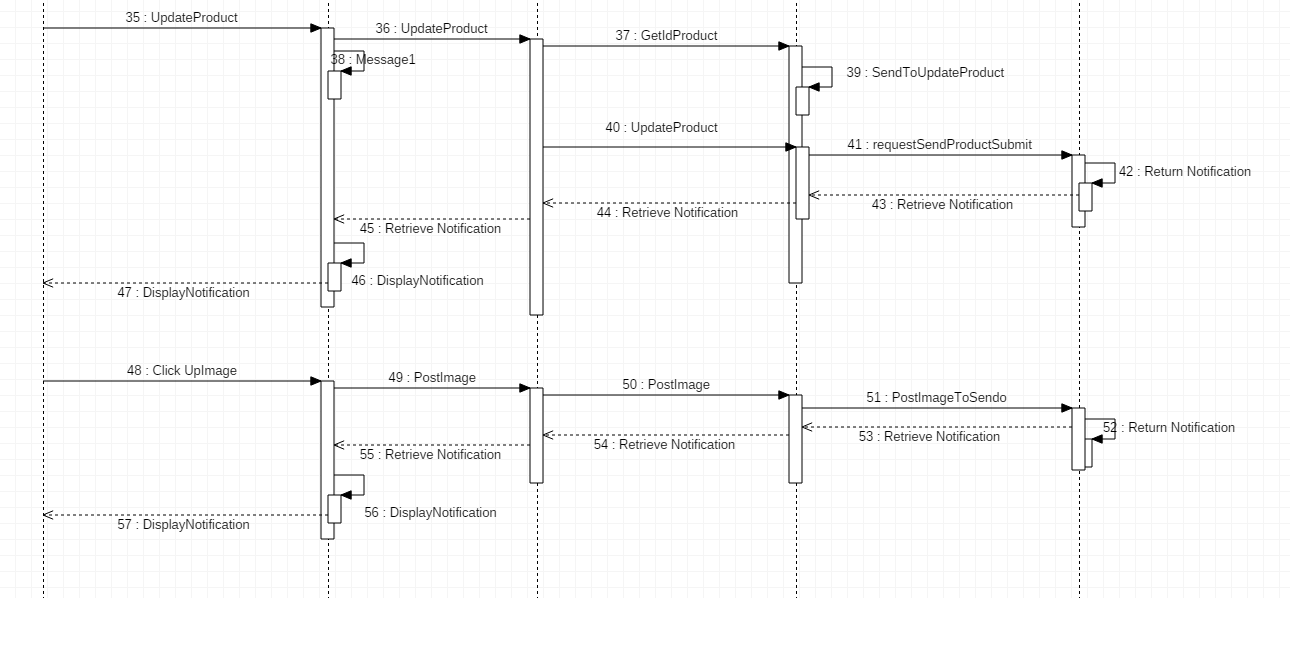 35 : UpdateProduct
36 : UpdateProduct
37 : GetIdProduct
38 : Message1
39 : SendToUpdateProduct
40 : UpdateProduct
41 : requestSendProductSubmit
42 : Return Notification
43 : Retrieve Notification
44 : Retrieve Notification
45 : Retrieve Notification
46 : DisplayNotification
47 : DisplayNotification
48 : Click UpImage
49 : PostImage
50 : PostImage
51 : PostImageToSendo
52 : Return Notification
53 : Retrieve Notification
54 : Retrieve Notification
55 : Retrieve Notification
56 : DisplayNotification
57 : DisplayNotification